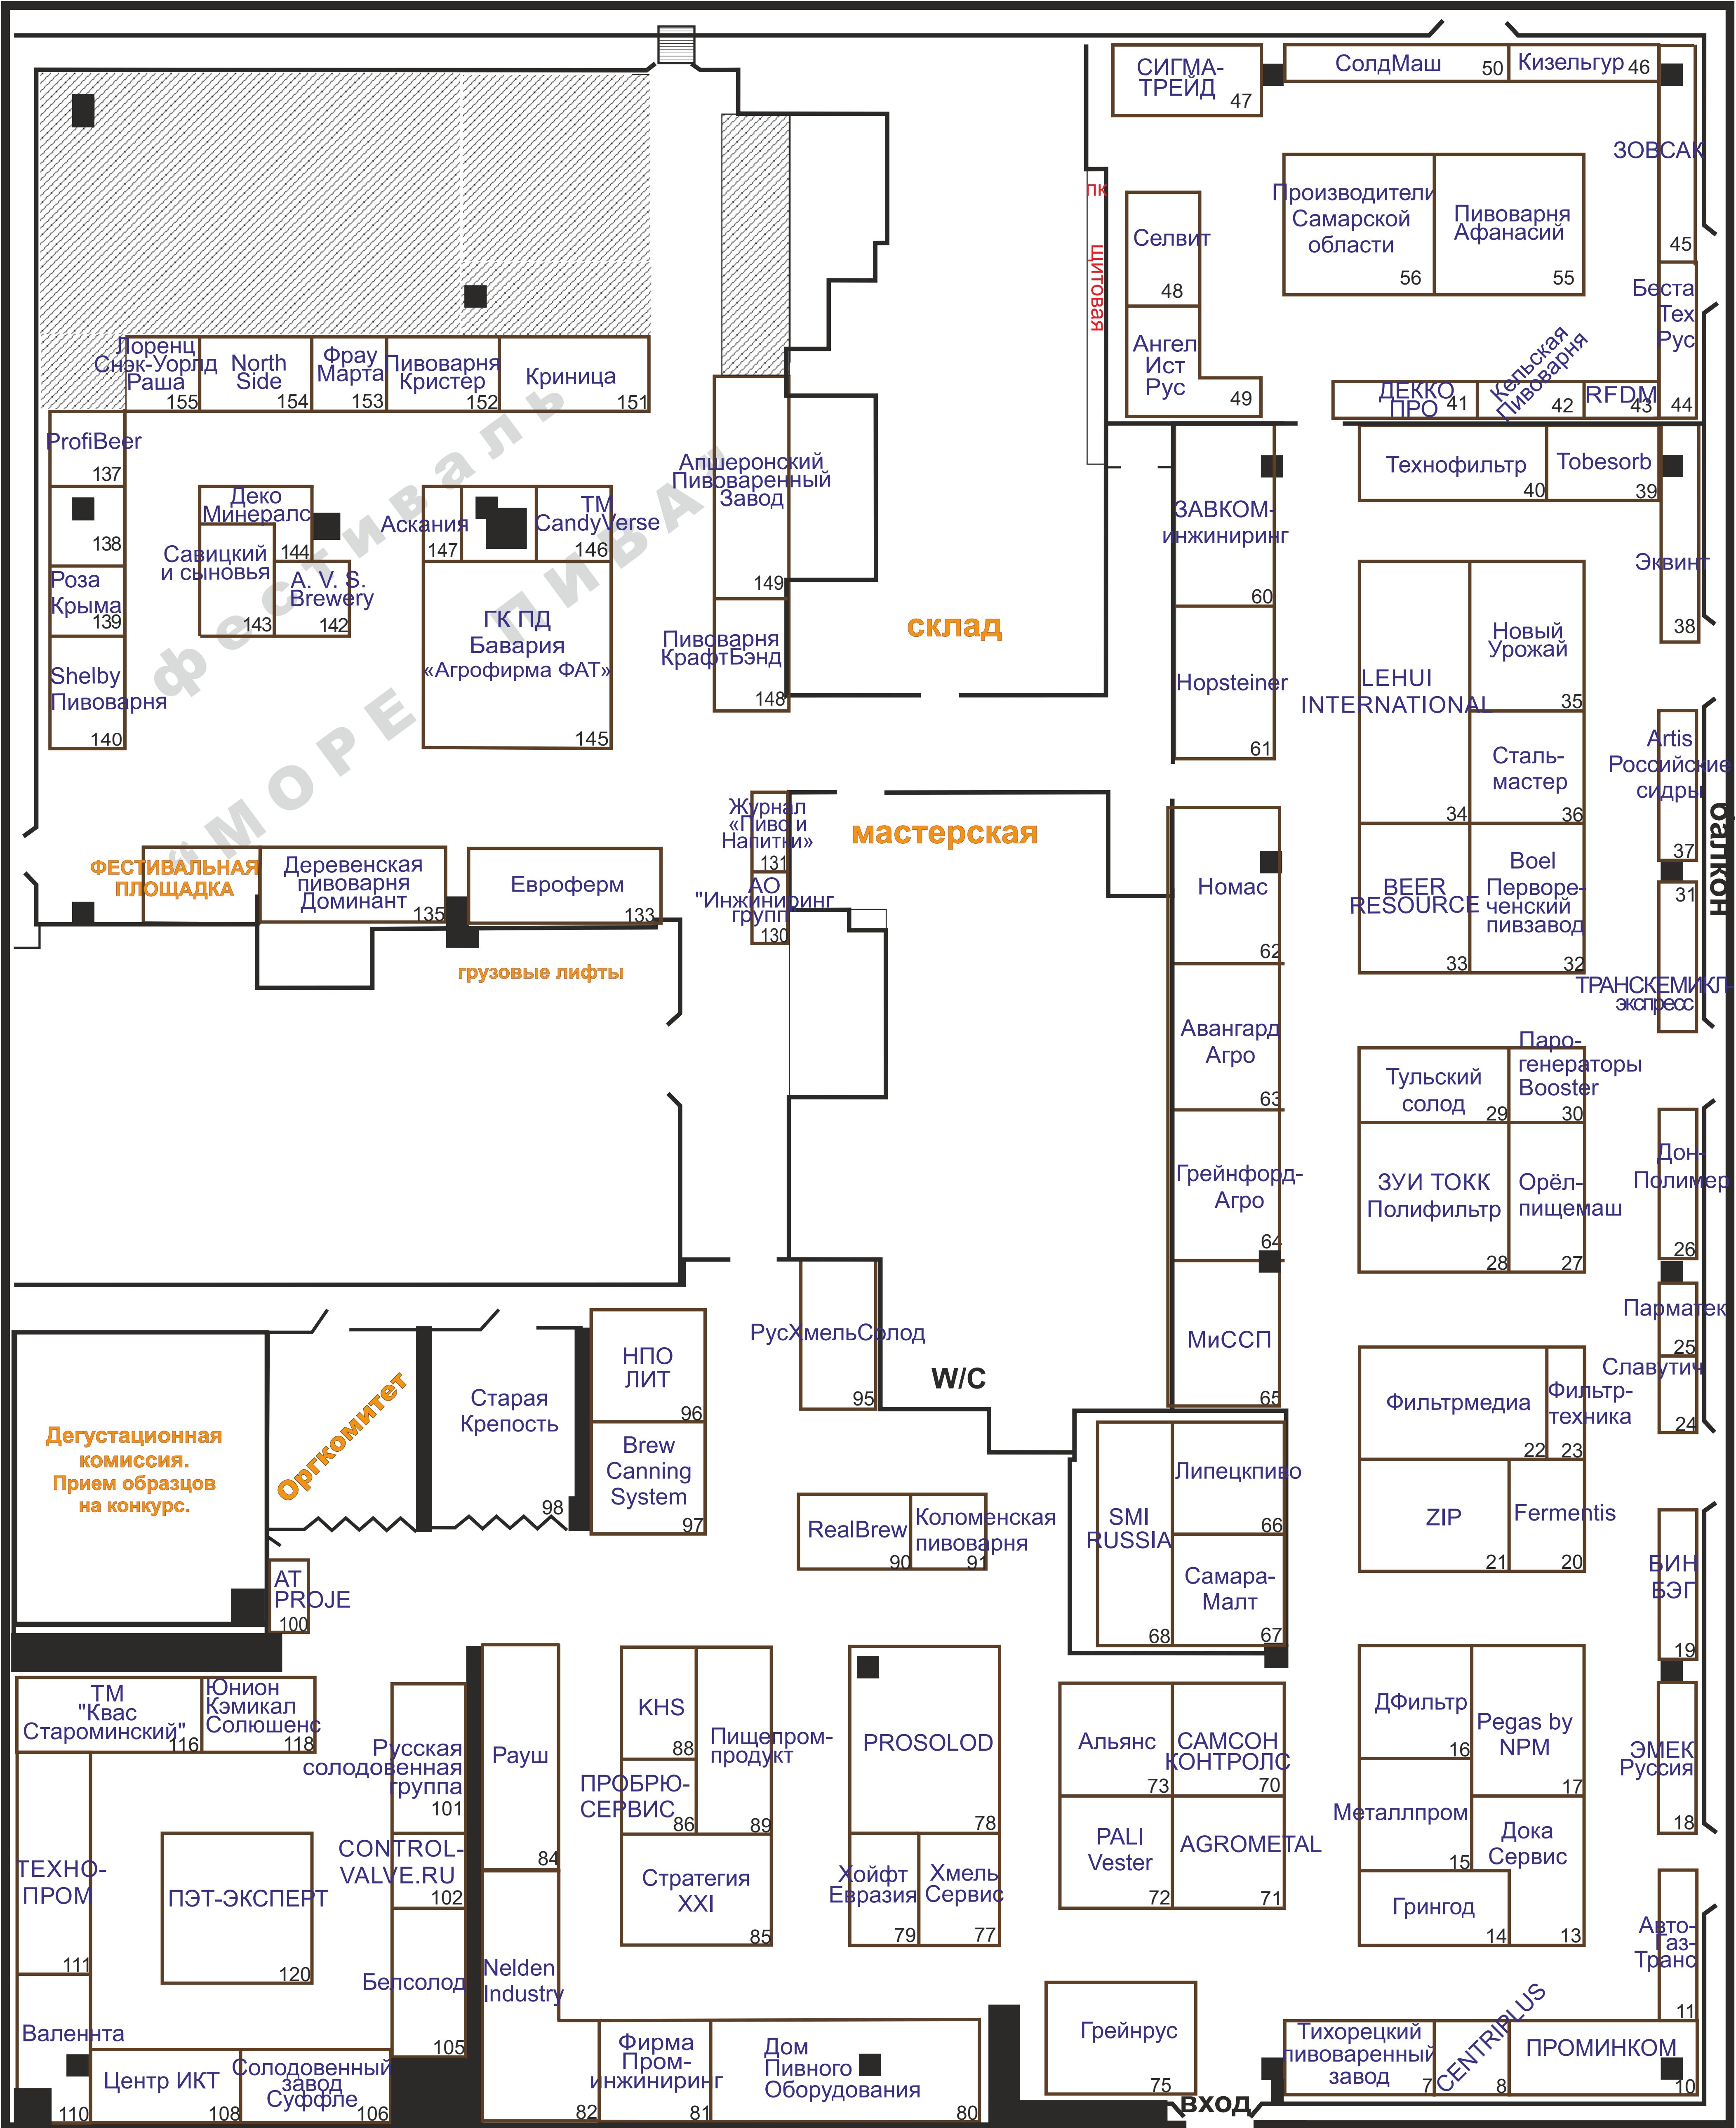 СИГМА-
ТРЕЙД
47
СолдМаш
50
Кизельгур
46
ЗОВСАК
45
пк
щитовая
Селвит
48
Ангел
Ист
Рус
49
Производители
Самарской
области
56
Пивоварня
Афанасий
55
Беста
Тех
Рус
44
ДЕККО
ПРО
41
Кельская
Пивоварня
42
RFDM
43
Лоренц
Снэк-Уорлд
Раша
155
North
Side
154
Фрау
Марта
153
Пивоварня
Кристер
152
Криница
151
ProfiBeer
137
138
Роза
Крыма
139
Shelby
Пивоварня
140
Деко
Минералс
144
Савицкий
и сыновья
143
A. V. S.
Brewery
142
Аскания
147
ТМ
CandyVerse
146
ГК ПД
Бавария
«Агрофирма ФАТ»
145
фестиваль
“МОРЕ ПИВА”
Апшеронский
Пивоваренный
Завод
149
Пивоварня
КрафтБэнд
148
склад
ЗАВКОМ-
инжиниринг
60
Hopsteiner
61
Технофильтр
40
Tobesorb
39
Эквинт
38
LEHUI
INTERNATIONAL
34
Новый
Урожай
35
Сталь-
мастер
36
Artis
Российские
сидры
37
балкон
BEER
RESOURCE
33
Boel
Перворе-
ченский
пивзавод
32
31
ТРАНСКЕМИКЛ-
экспресс
ФЕСТИВАЛЬНАЯ
ПЛОЩАДКА
Деревенская
пивоварня
Доминант
135
Евроферм
133
грузовые лифты
Журнал
«Пиво и
Напитки»
131
АО
"Инжиниринг
групп"
130
мастерская
Номас
62
Авангард
Агро
63
Грейнфорд-
Агро
64
МиССП
65
Тульский
солод
29
Паро-
генераторы
Booster
30
ЗУИ ТОКК
Полифильтр
28
Орёл-
пищемаш
27
Дон-
Полимер
26
Парматек
25
Славутич
24
Фильтрмедиа
22
Фильтр-
техника
23
ZIP
21
Fermentis
20
БИН
БЭГ
19
Дегустационная
комиссия.
Прием образцов
на конкурс.
Оргкомитет
Старая
Крепость
98
НПО
ЛИТ
96
Brew
Canning
System
97
РусХмельСолод
95
W/C
RealBrew
90
Коломенская
пивоварня
91
SMI
RUSSIA
68
Липецкпиво
66
Самара-
Малт
67
AT
PROJE
100
ТМ
"Квас
Староминский"
116
Юнион
Кэмикал
Солюшенс
118
Русская
солодовенная
группа
101
CONTROL-
VALVE.RU
102
Белсолод
105
ТЕХНО-
ПРОМ
111
ПЭТ-ЭКСПЕРТ
120
Валеннта
110
Центр ИКТ
108
Солодовенный
завод
Суффле
106
Рауш
84
Nelden
Industry
82
Фирма
Пром-
инжиниринг
81
Дом
Пивного
Оборудования
80
KHS
88
Пищепром-
продукт
89
ПРОБРЮ-
СЕРВИС
86
Стратегия
XXI
85
PROSOLOD
78
Хойфт
Евразия
79
Хмель
Сервис
77
Альянс
73
САМСОН
КОНТРОЛС
70
PALI
Vester
72
AGROMETAL
71
Грейнрус
75
вход
ДФильтр
16
Pegas by
NPM
17
Металлпром
15
Дока
Сервис
13
Грингод
14
ЭМЕК
Руссия
18
Авто-
Газ-
Транс
11
Тихорецкий
пивоваренный
завод
7
CENTRIPLUS
8
ПРОМИНКОМ
10